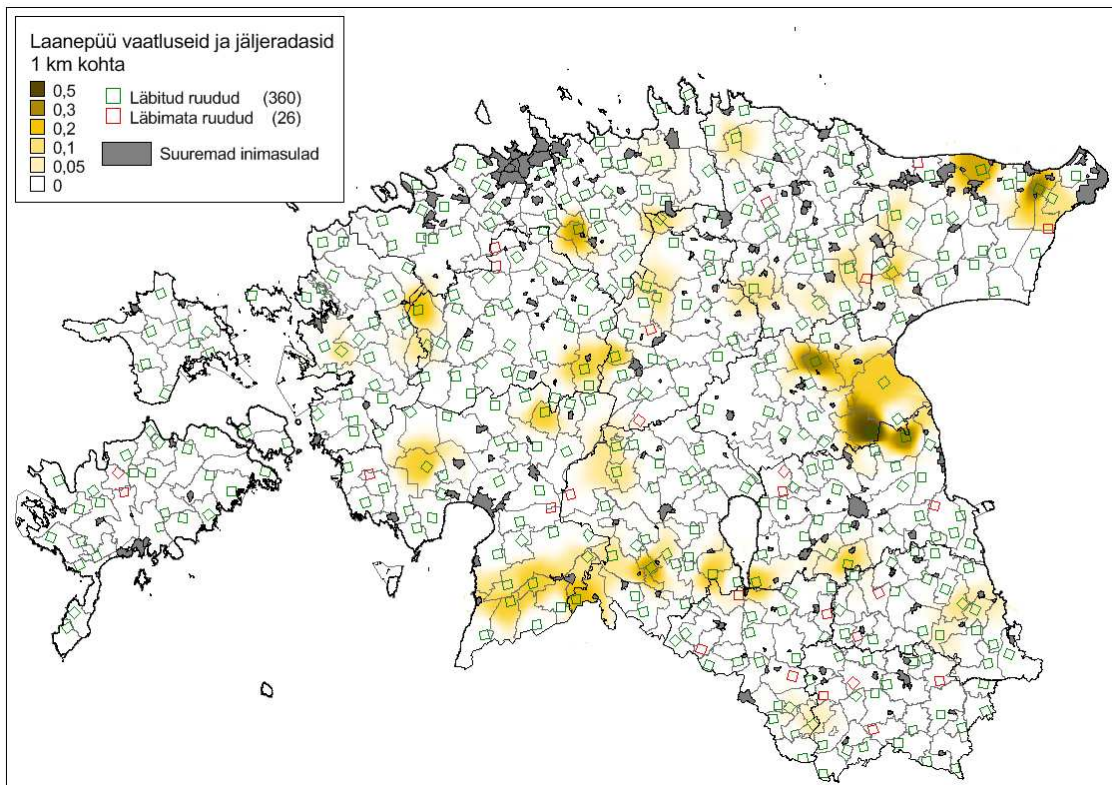 Laanepüü vaatluseid ja jäljeradasid
1 km kohta
0,5
0,3
0,2
0,1
0,05
0
Läbitud ruudud (360)
Läbimata ruudud (26)
Suuremad inimasulad